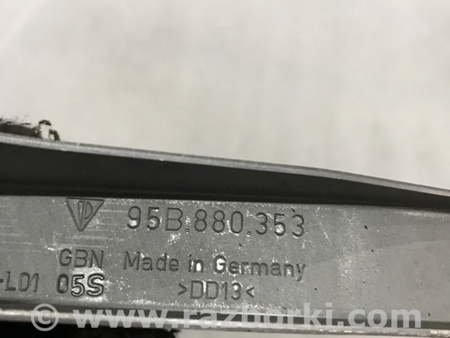 95B.880.353
GBN Made in Germany
-L01 05S >DD13<
www.razborki.com